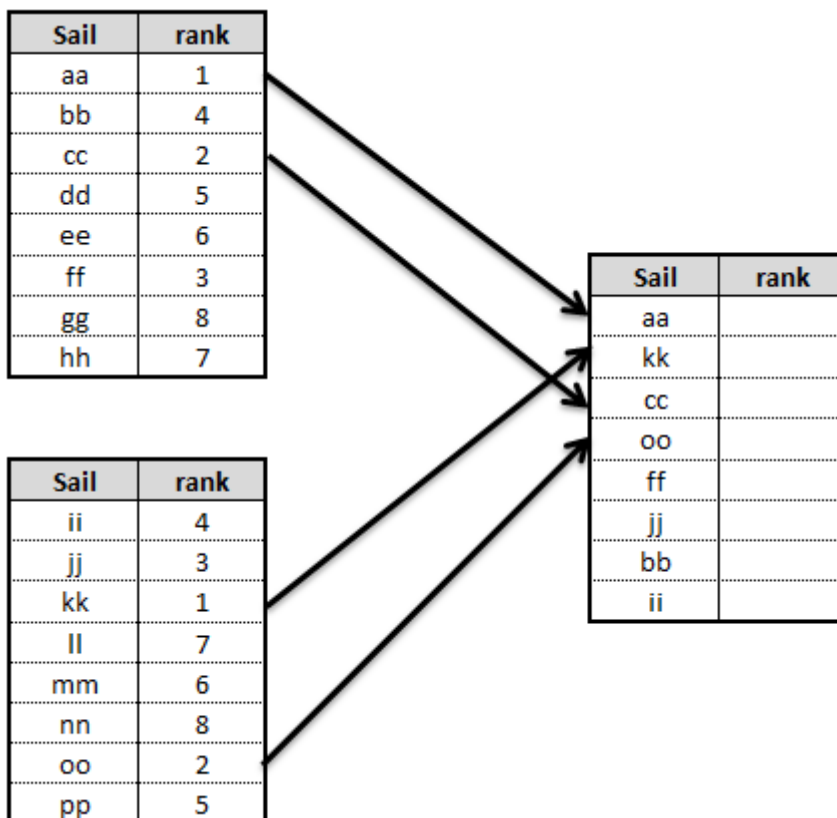 Sail rank
aa 1
bb 4
cc 2
dd 5
ee 6
ff 3
gg 8
hh 7
Sail rank
ii 4
jj 3
kk 1
ll 7
mm 6
nn 8
oo 2
pp 5
Sail rank
aa
kk
cc
oo
ff
jj
bb
ii